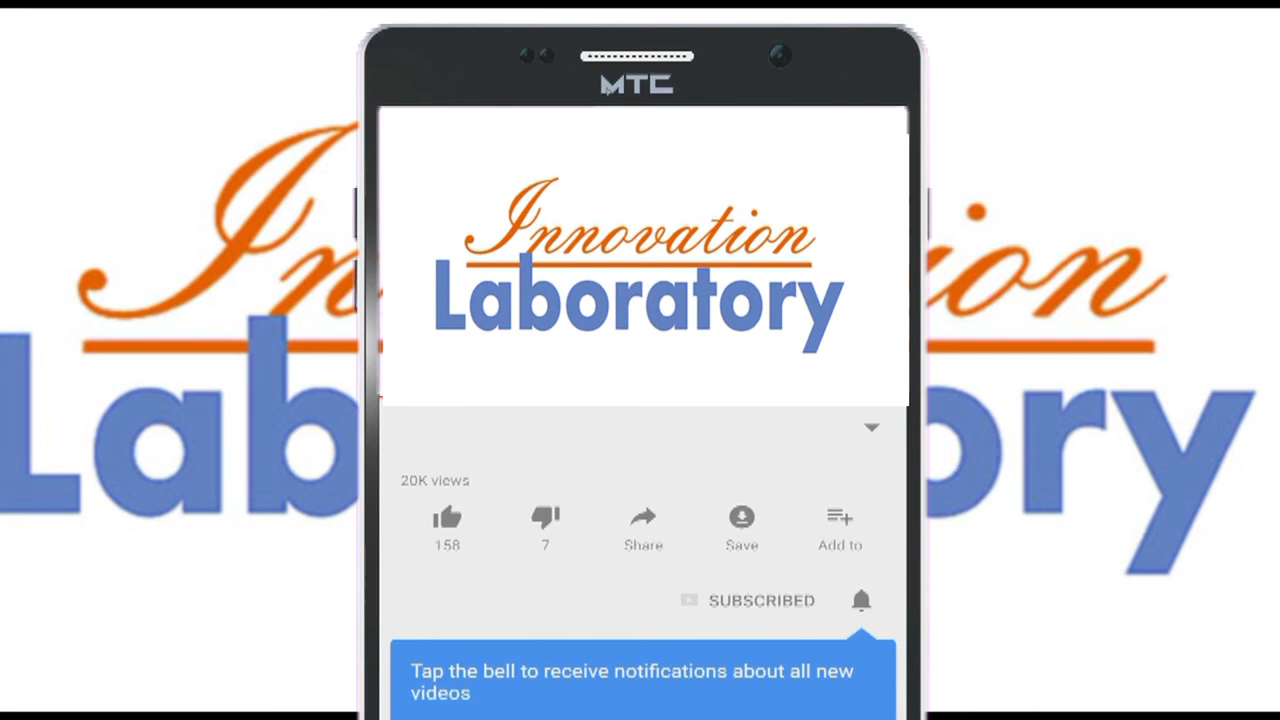 MTC
Innovation
Laboratory
20K views
158
7
Share
Save
Add to
SUBSCRIBED
Tap the bell to receive notifications about all new
videos